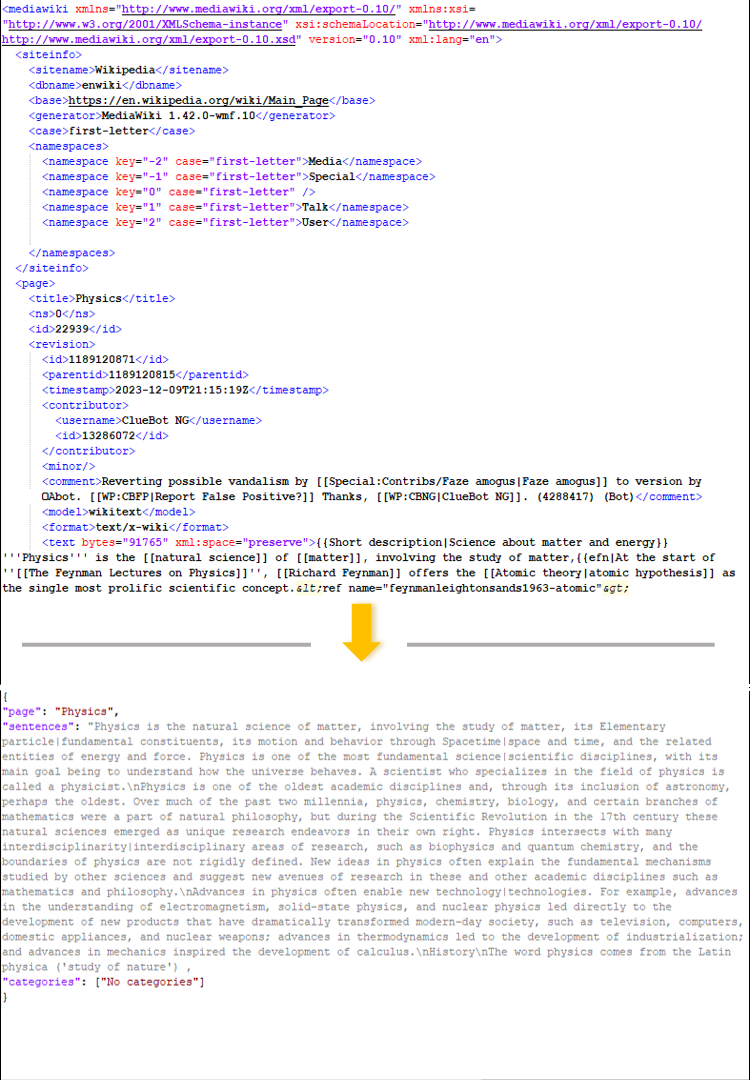 <mediawiki xmlns="http://www.mediawiki.org/xml/export-0.10/" xmlns:xsi=
"http://www.w3.org/2001/XMLSchema-instance" xsi:schemaLocation="http://www.mediawiki.org/xml/export-0.10/
http://www.mediawiki.org/xml/export-0.10.xsd" version="0.10" xml:lang="en">
<siteinfo>
<sitename>Wikipedia</sitename>
<dbname>enwiki</dbname>
<base>https://en.wikipedia.org/wiki/Main_Page</base>
<generator>MediaWiki 1.42.0-wmf.10</generator>
<case>first-letter</case>
<namespaces>
<namespace key="-2" case="first-letter">Media</namespace>
<namespace key="-1" case="first-letter">Special</namespace>
<namespace key="0" case="first-letter" />
<namespace key="1" case="first-letter">Talk</namespace>
<namespace key="2" case="first-letter">User</namespace>
</namespaces>
</siteinfo>
<page>
<title>Physics</title>
<ns>0</ns>
<id>22939</id>
<revision>
<id>1189120871</id>
<parentid>1189120815</parentid>
<timestamp>2023-12-09T21:15:19Z</timestamp>
<contributor>
<username>ClueBot NG</username>
<id>13286072</id>
</contributor>
<minor/>
<comment>Reverting possible vandalism by [[Special:Contribs/Faze amogus|Faze amogus]] to version by
OAbot. [[WP:CBFP|Report False Positive?]] Thanks, [[WP:CBNG|ClueBot NG]]. (4288417) (Bot)</comment>
<model>wikitext</model>
<format>text/x-wiki</format>
<text bytes="91765" xml:space="preserve">{{Short description|Science about matter and energy}}
'''Physics''' is the [[natural science]] of [[matter]], involving the study of matter,{{efn|At the start of
''[[The Feynman Lectures on Physics]]'', [[Richard Feynman]] offers the [[Atomic theory|atomic hypothesis]] as
the single most prolific scientific concept.&lt;ref name="feynmanleightonsands1963-atomic"&gt;
{
"page": "Physics",
"sentences": "Physics is the natural science of matter, involving the study of matter, its Elementary
particle|fundamental constituents, its motion and behavior through Spacetime|space and time, and the related
entities of energy and force. Physics is one of the most fundamental science|scientific disciplines, with its
main goal being to understand how the universe behaves. A scientist who specializes in the field of physics is
called a physicist.\nPhysics is one of the oldest academic disciplines and, through its inclusion of astronomy,
perhaps the oldest. Over much of the past two millennia, physics, chemistry, biology, and certain branches of
mathematics were a part of natural philosophy, but during the Scientific Revolution in the 17th century these
natural sciences emerged as unique research endeavors in their own right. Physics intersects with many
interdisciplinarity|interdisciplinary areas of research, such as biophysics and quantum chemistry, and the
boundaries of physics are not rigidly defined. New ideas in physics often explain the fundamental mechanisms
studied by other sciences and suggest new avenues of research in these and other academic disciplines such as
mathematics and philosophy.\nAdvances in physics often enable new technology|technologies. For example, advances
in the understanding of electromagnetism, solid-state physics, and nuclear physics led directly to the
development of new products that have dramatically transformed modern-day society, such as television, computers,
domestic appliances, and nuclear weapons; advances in thermodynamics led to the development of industrialization;
and advances in mechanics inspired the development of calculus.\nHistory\nThe word physics comes from the Latin
physica ('study of nature') ,
"categories": ["No categories"]
}